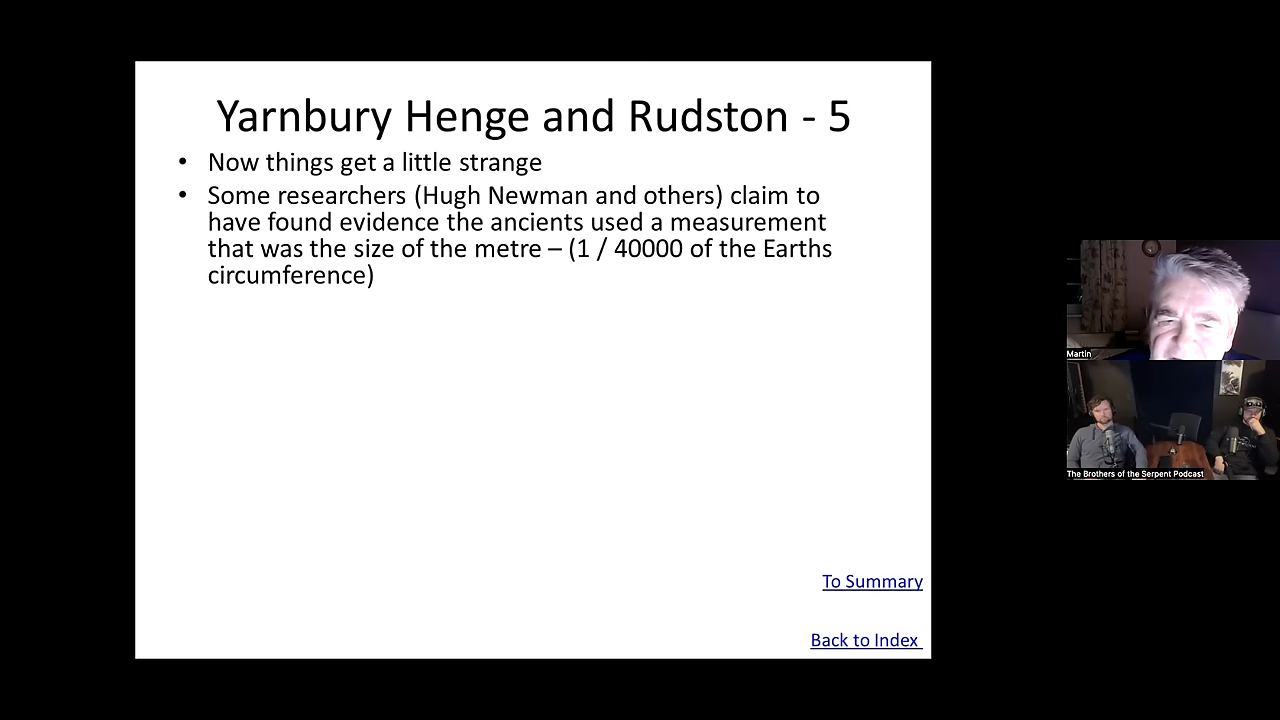 Yarnbury Henge and Rudston - 5
• Now things get a little strange
• Some researchers (Hugh Newman and others) claim to
have found evidence the ancients used a measurement
that was the size of the metre – (1 / 40000 of the Earths
circumference)
To Summary
Back to Index
Martin
The Brothers of the Serpent Podcast